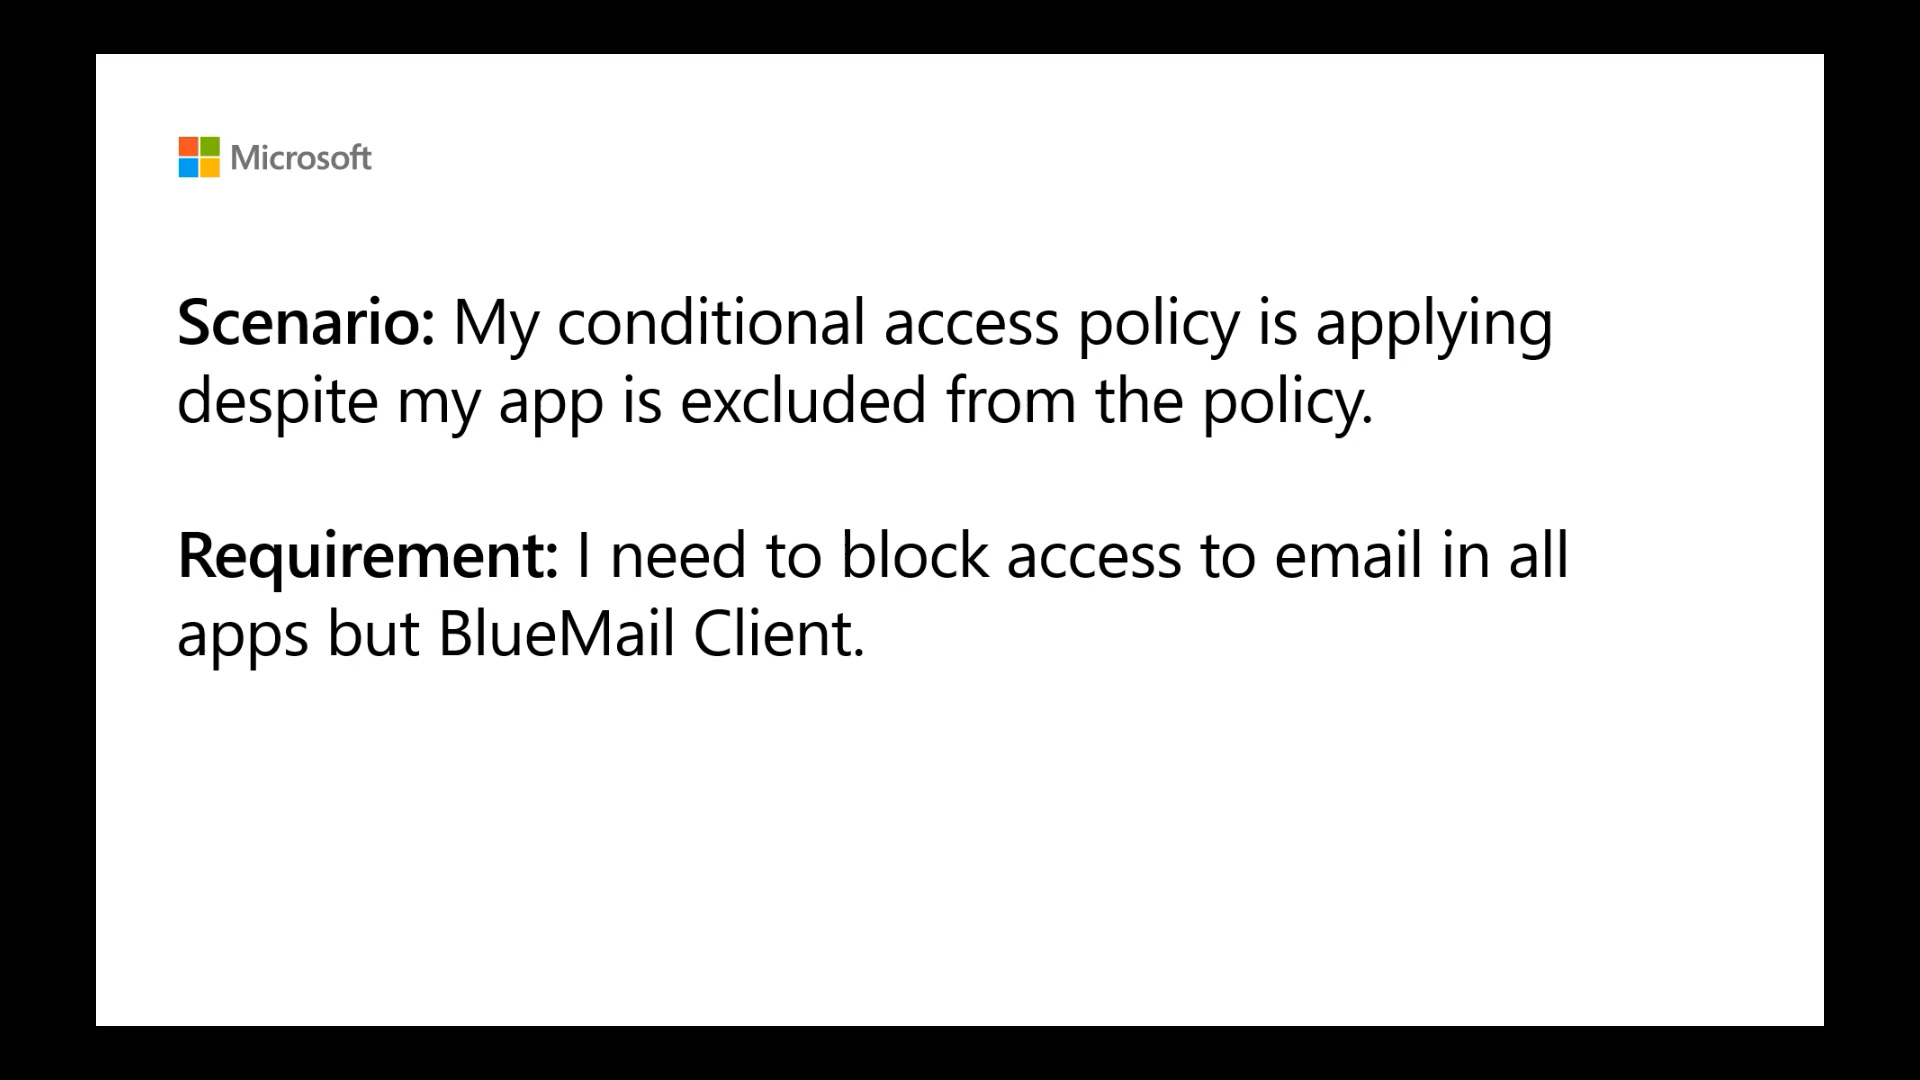 Microsoft
Scenario: My conditional access policy is applying
despite my app is excluded from the policy.
Requirement: I need to block access to email in all
apps but BlueMail Client.